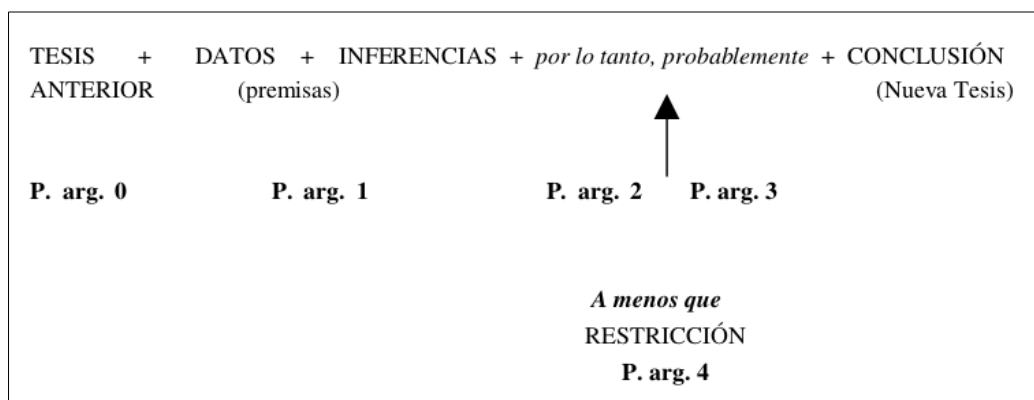 TESIS + DATOS + INFERENCIAS + por lo tanto, probablemente + CONCLUSIÓN
ANTERIOR (premisas) (Nueva Tesis)
P. arg. 0 P. arg. 1 P. arg. 2 P. arg. 3
A menos que
RESTRICCIÓN
P. arg. 4